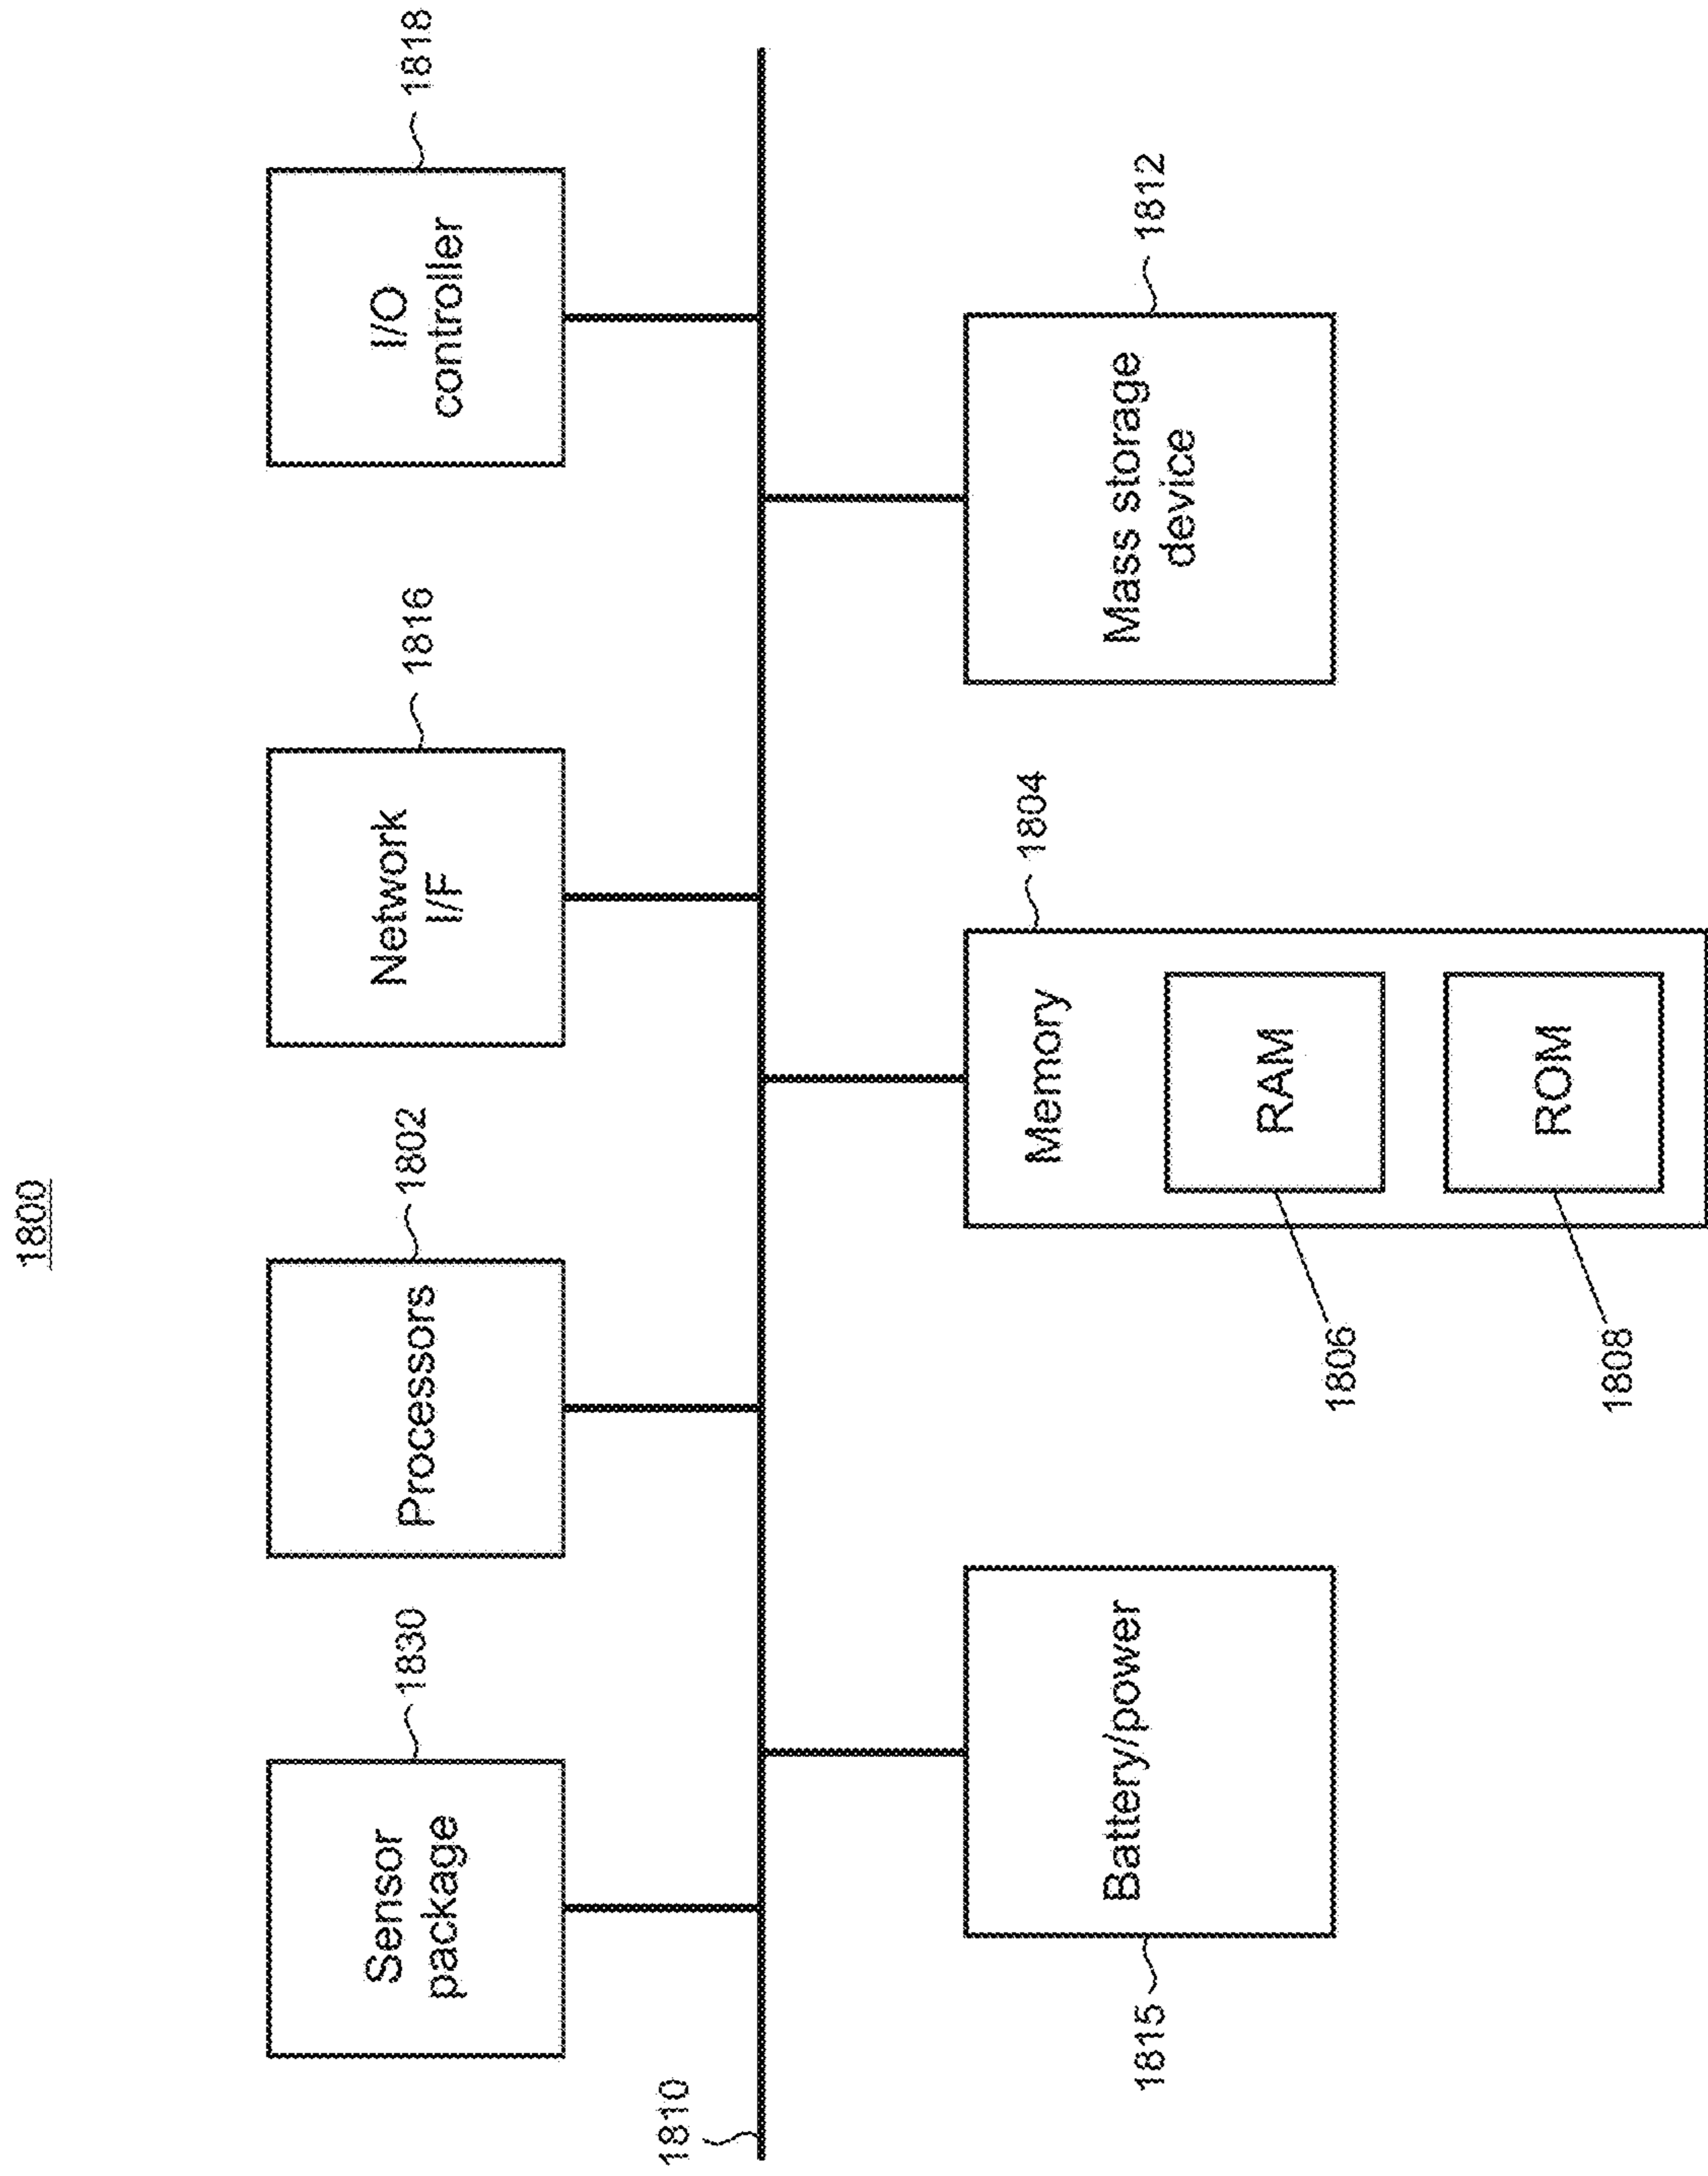 1800
Sensor
package
1830
Processors
1802
Network
I/F
1816
I/O
controller
1818
1810
Battery/power
1815
Memory
1804
RAM
1806
ROM
1808
Mass storage
device
1812